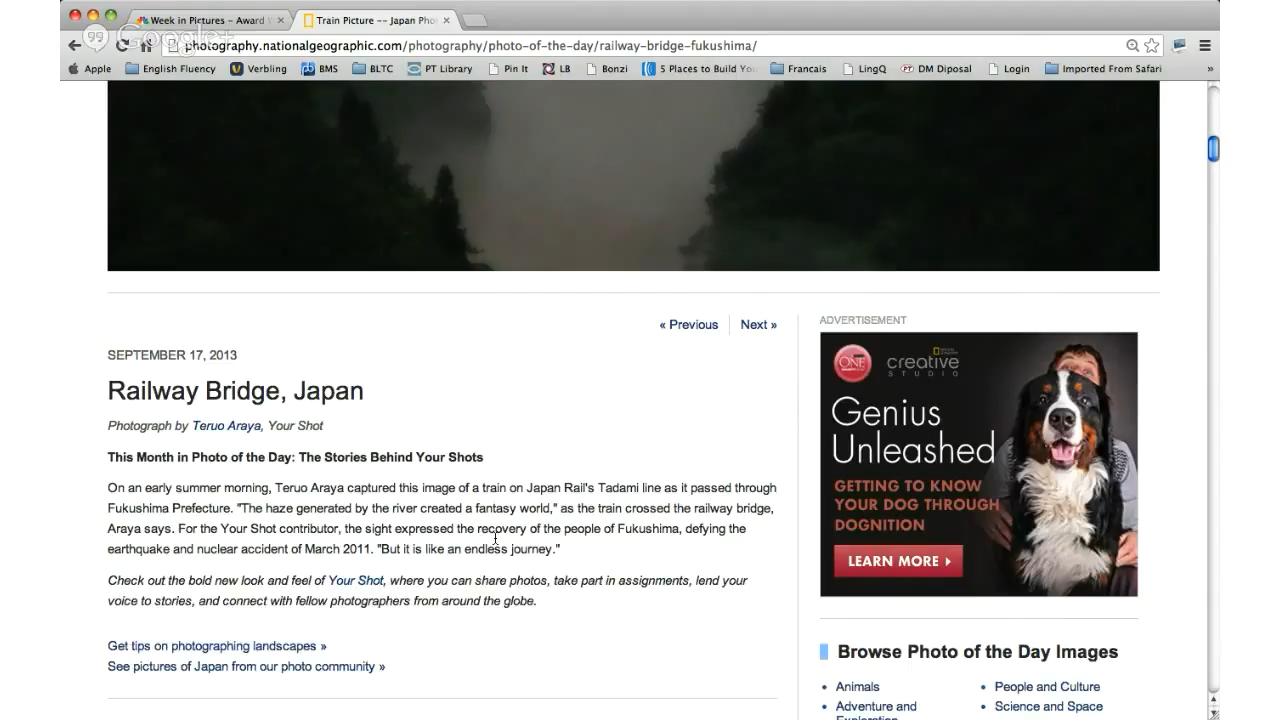 Week in Pictures – Award W
Train Picture -- Japan Pho
Google+
photography.nationalgeographic.com/photography/photo-of-the-day/railway-bridge-fukushima/
Apple English Fluency Verbling BMS BLTC PT Library Pin It LB Bonzi 5 Places to Build Yo Francais LingQ DM Diposal Login Imported From Safari »
« Previous Next »
SEPTEMBER 17, 2013
Railway Bridge, Japan
Photograph by Teruo Araya, Your Shot
This Month in Photo of the Day: The Stories Behind Your Shots
On an early summer morning, Teruo Araya captured this image of a train on Japan Rail's Tadami line as it passed through
Fukushima Prefecture. "The haze generated by the river created a fantasy world," as the train crossed the railway bridge,
Araya says. For the Your Shot contributor, the sight expressed the recovery of the people of Fukushima, defying the
earthquake and nuclear accident of March 2011. "But it is like an endless journey."
Check out the bold new look and feel of Your Shot, where you can share photos, take part in assignments, lend your
voice to stories, and connect with fellow photographers from around the globe.
Get tips on photographing landscapes »
See pictures of Japan from our photo community »
ADVERTISEMENT
ONE
creative
STUDIO
Genius
Unleashed
GETTING TO KNOW
YOUR DOG THROUGH
DOGNITION
LEARN MORE
Browse Photo of the Day Images
• Animals
• Adventure and
Exploration
• People and Culture
• Science and Space